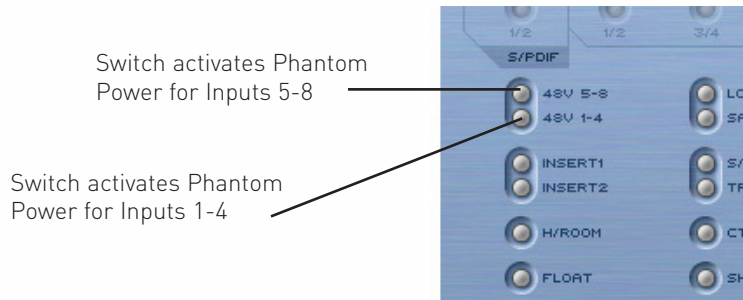 Switch activates Phantom
Power for Inputs 5-8
Switch activates Phantom
Power for Inputs 1-4
1/2
1/2
3/4
S/PDIF
48V 5-8
48V 1-4
INSERT1
INSERT2
H/ROOM
FLOAT